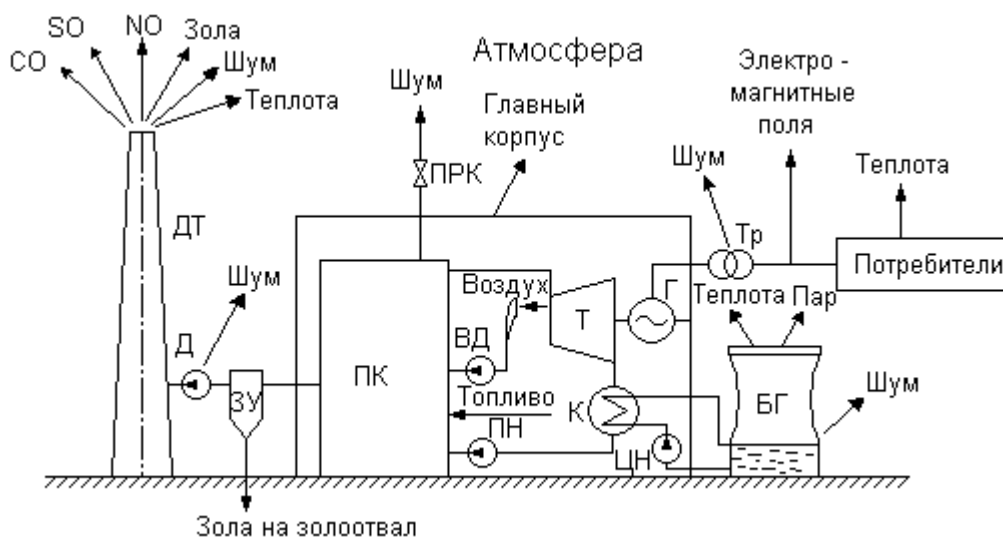 SO
NO
Зола
Шум
CO
Теплота
Атмосфера
Шум
Главный
корпус
Электро -
магнитные
поля
ПРК
Шум
Теплота
ДТ
Тр
Потребители
Шум
Воздух
Г
Теплота
Пар
Т
Д
ВД
ЗУ
ПК
Топливо
К
БГ
Шум
ПН
ЦН
Зола на золоотвал